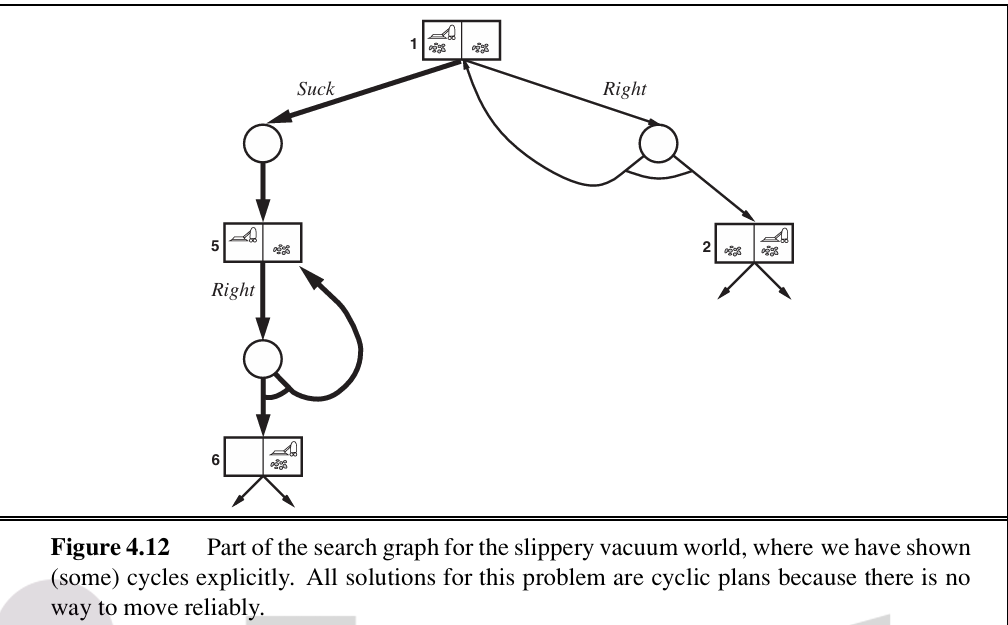 1
Suck
Right
5
2
Right
6
Figure 4.12 Part of the search graph for the slippery vacuum world, where we have shown
(some) cycles explicitly. All solutions for this problem are cyclic plans because there is no
way to move reliably.